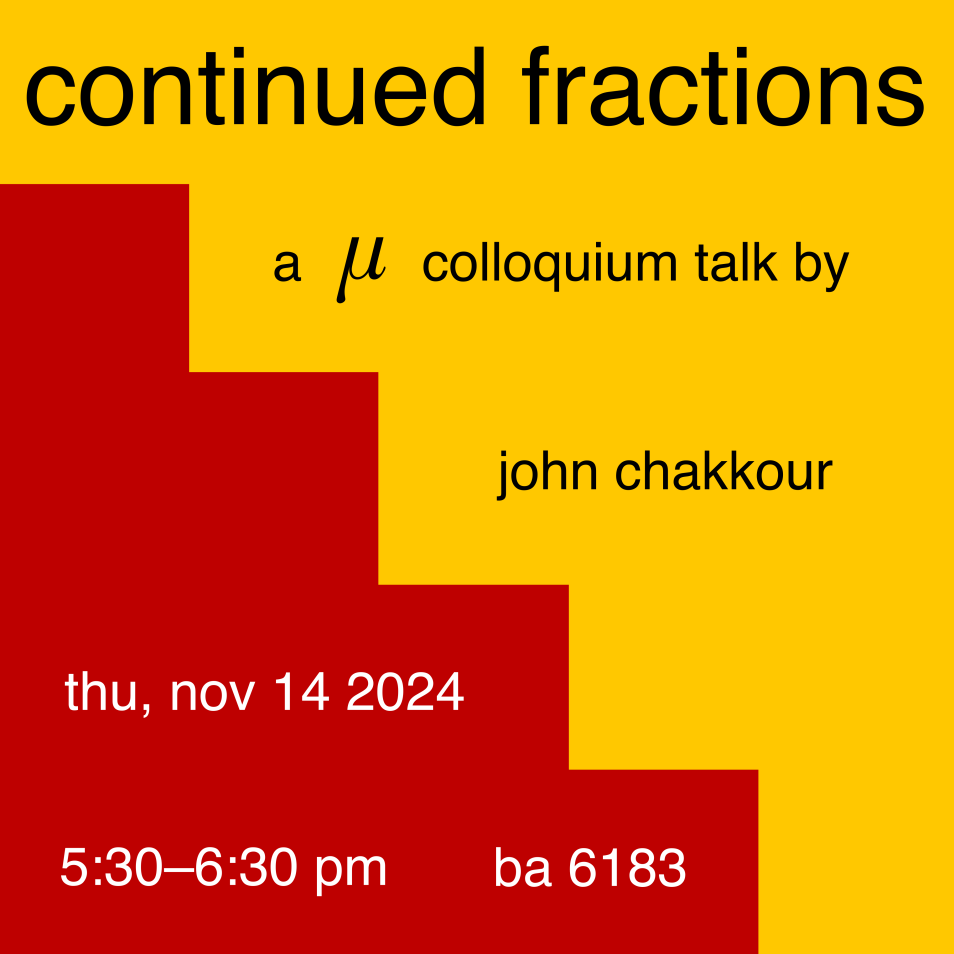 continued fractions
a μ colloquium talk by
john chakkour
thu, nov 14 2024
5:30–6:30 pm ba 6183